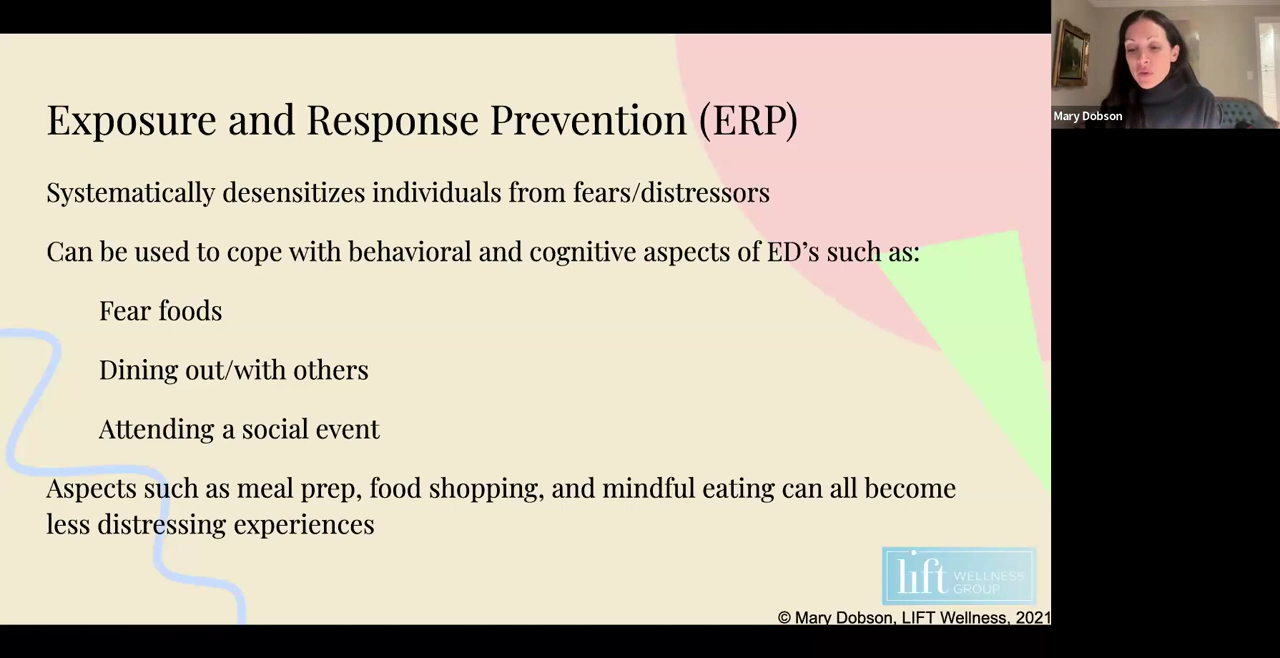 Exposure and Response Prevention (ERP)
Systematically desensitizes individuals from fears/distressors
Can be used to cope with behavioral and cognitive aspects of ED’s such as:
Fear foods
Dining out/with others
Attending a social event
Aspects such as meal prep, food shopping, and mindful eating can all become
less distressing experiences
lift WELLNESS
GROUP
© Mary Dobson, LIFT Wellness, 2021
Mary Dobson